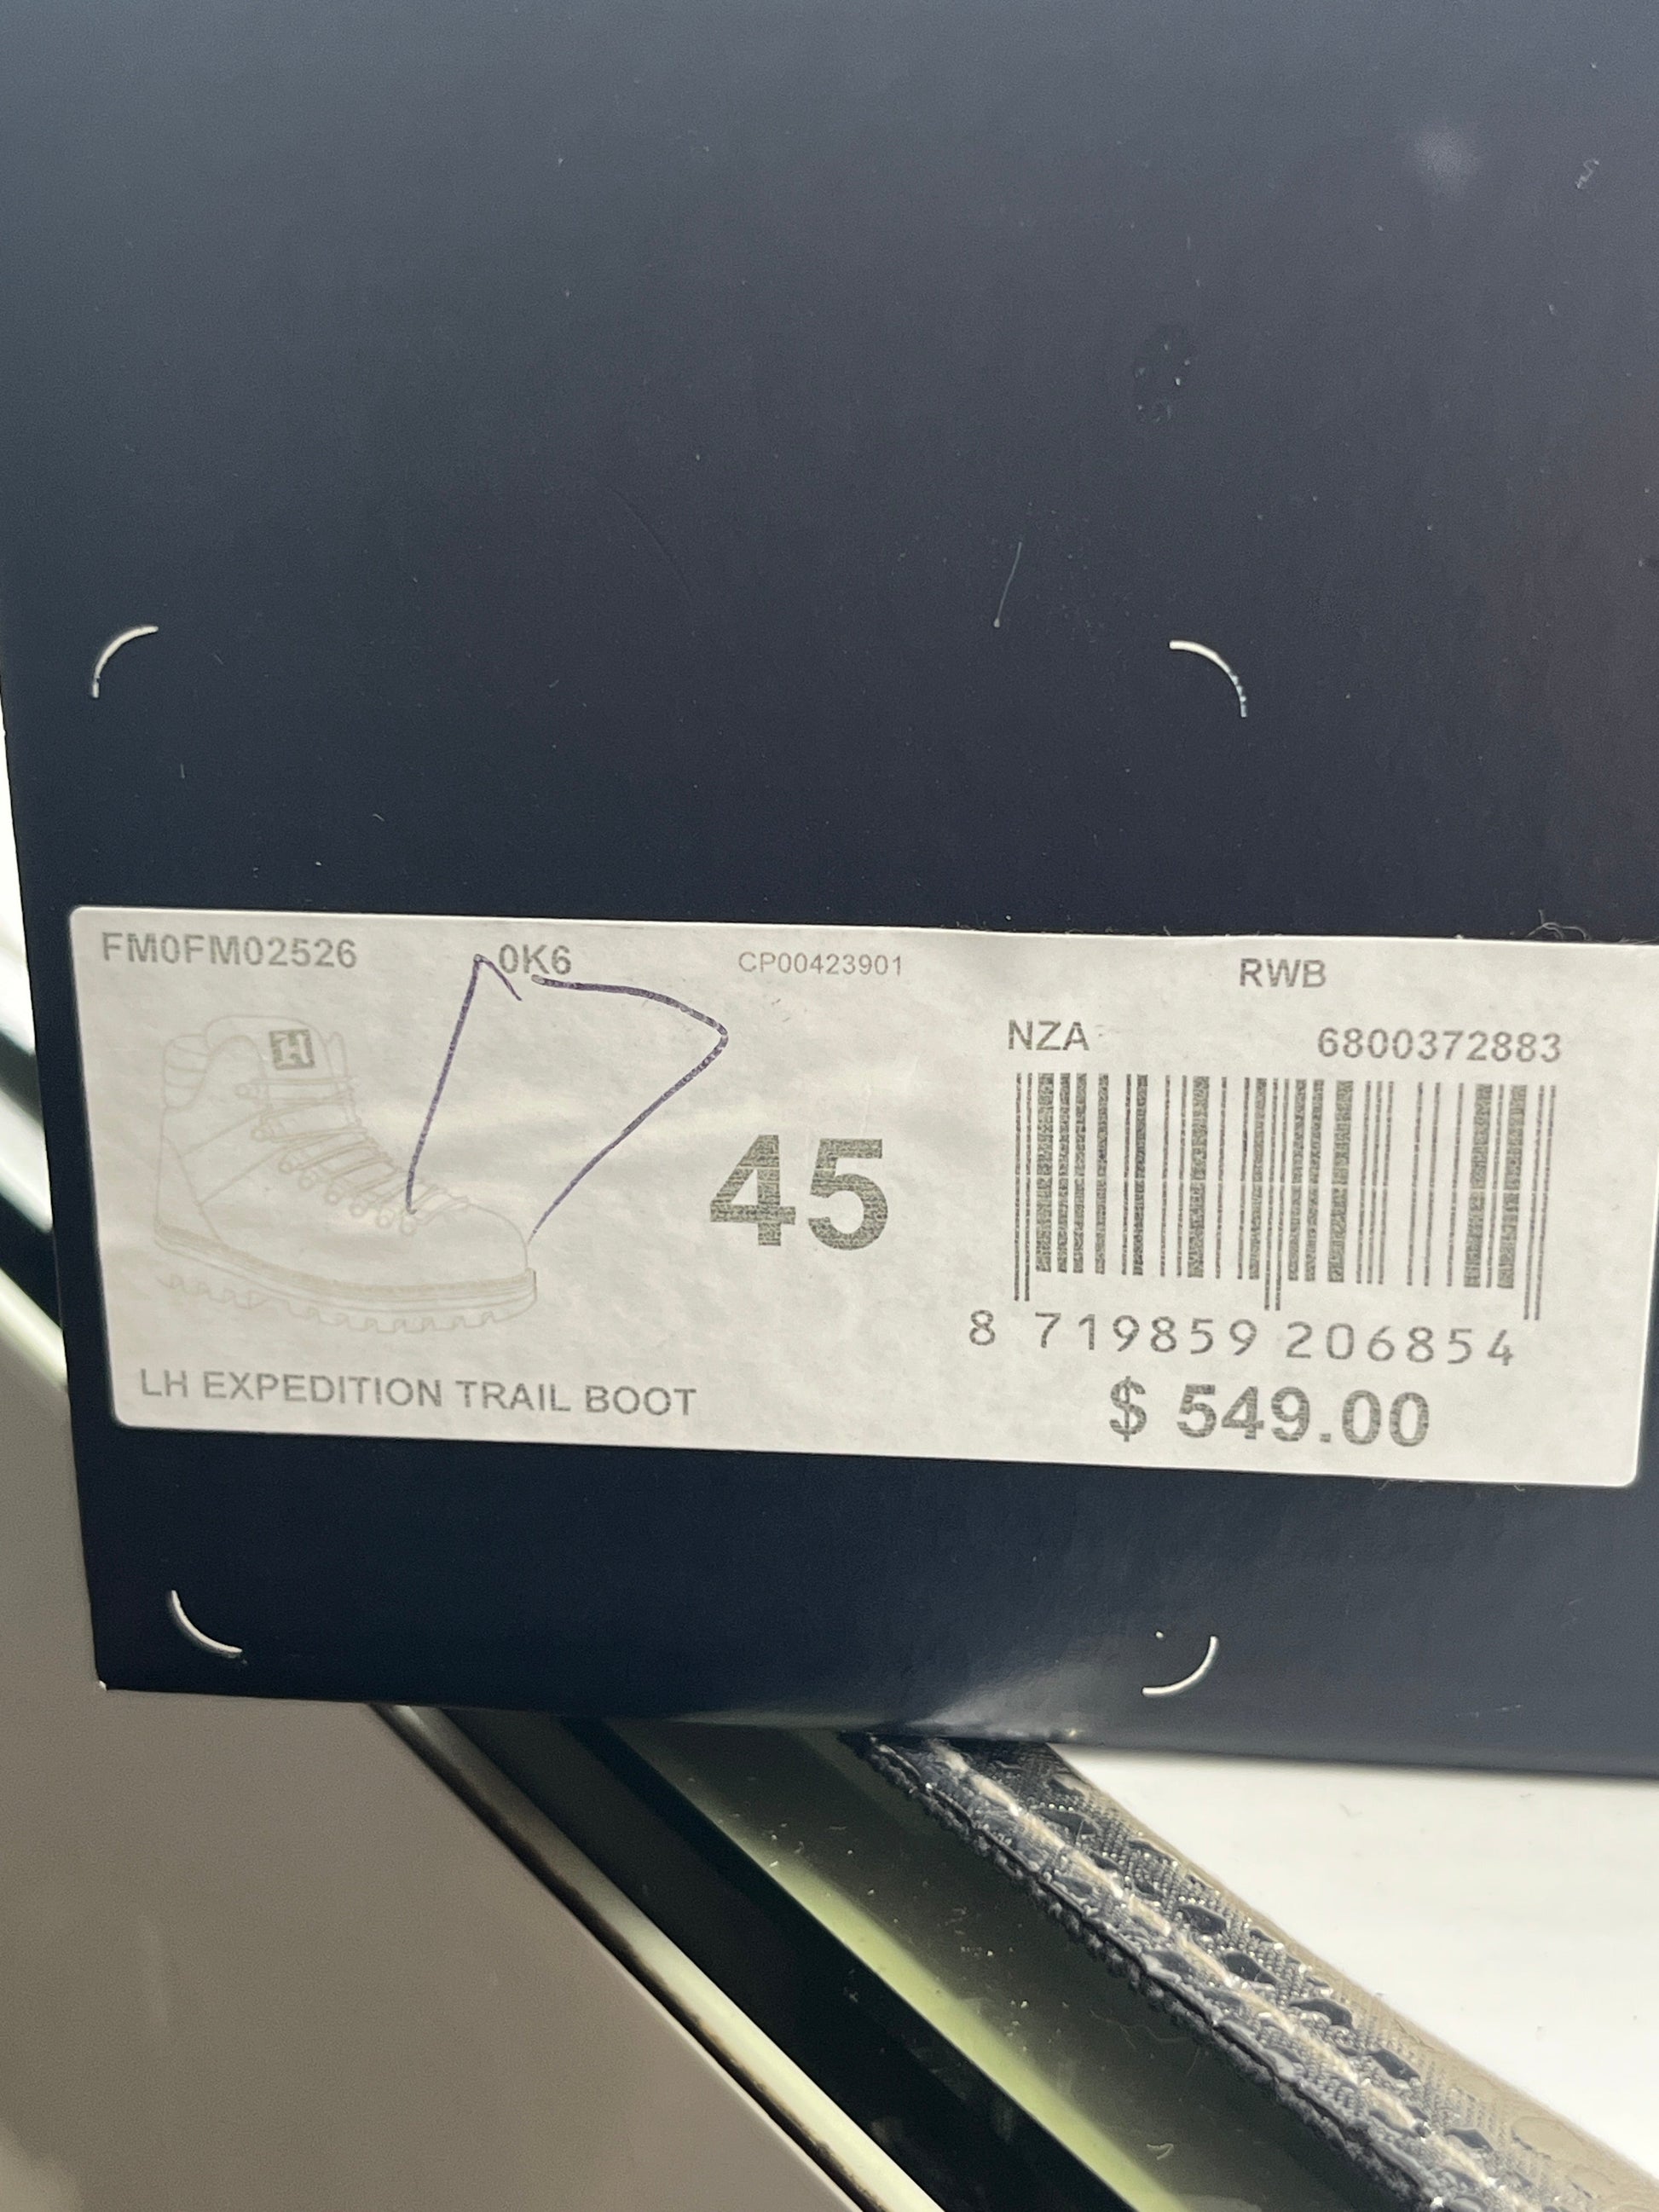 FM0FM02526 0K6 CP00423901 RWB
NZA 6800372883
H
45
8 719859 206854
LH EXPEDITION TRAIL BOOT
$ 549.00